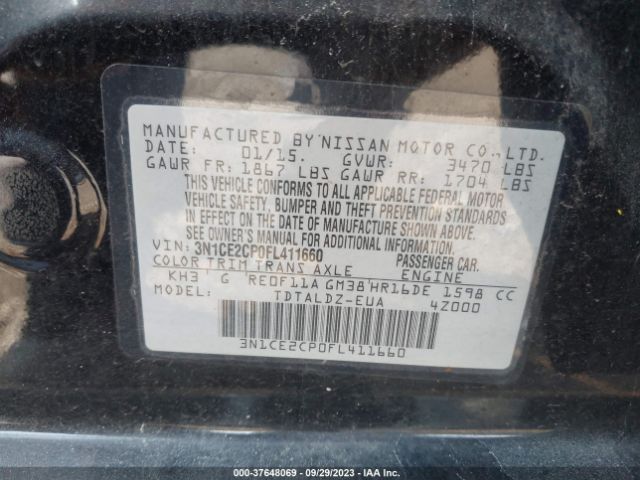 MANUFACTURED BY NISSAN MOTOR CO., LTD.
DATE: 01/15. GVWR: 3470 LBS
GAWR FR: 1867 LBS GAWR RR: 1704 LBS
THIS VEHICLE CONFORMS TO ALL APPLICABLE FEDERAL MOTOR
VEHICLE SAFETY, BUMPER AND THEFT PREVENTION STANDARDS
IN EFFECT ON THE DATE OF MANUFACTURE SHOWN ABOVE.
SEE OWNER'S MANUAL FOR ADDITIONAL INFORMATION.
VIN: 3N1CE2CP0FL411660 PASSENGER CAR
COLOR TRIM TRANS AXLE ENGINE
KH3 G RE0F11A GM38 HR16DE 1598 CC
MODEL: TDTALDZ-EUA 4Z000
3N1CE2CP0FL411660
000-37648069 | 09/29/2023 | IAA Inc.